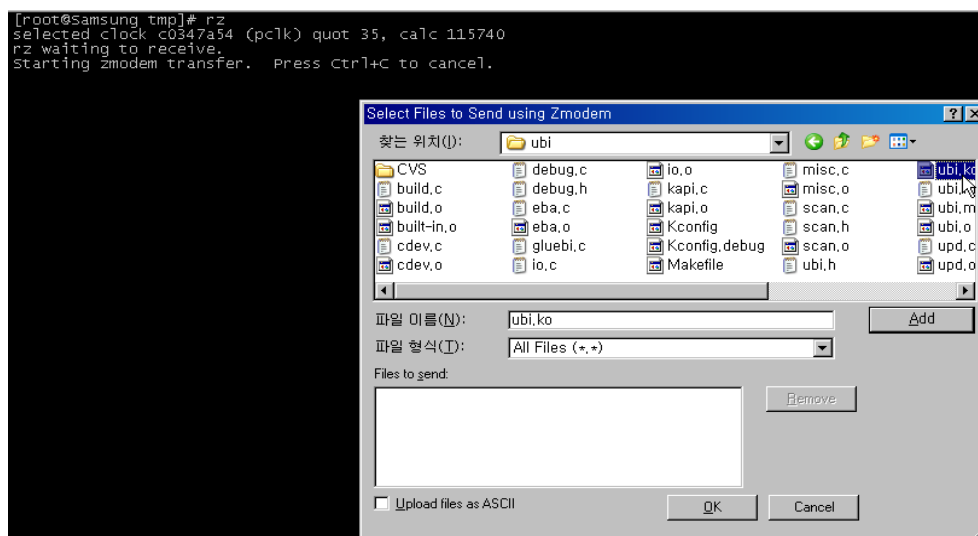 [root@Samsung tmp]# rz
selected clock c0347a54 (pclk) quot 35, calc 115740
rz waiting to receive.
Starting zmodem transfer.  Press Ctrl+C to cancel.
Select Files to Send using Zmodem
찾는 위치(I):
ubi
CVS
build.c
build.o
built-in.o
cdev.c
cdev.o
debug.c
debug.h
eba.c
eba.o
gluebi.c
io.c
io.o
kapi.c
kapi.o
Kconfig
Kconfig.debug
Makefile
misc.c
misc.o
scan.c
scan.h
scan.o
ubi.h
ubi.ko
ubi.m
ubi.o
upd.c
upd.o
파일 이름(N):
ubi.ko
Add
파일 형식(T):
All Files (*.*)
Files to send:
Remove
Upload files as ASCII
OK
Cancel